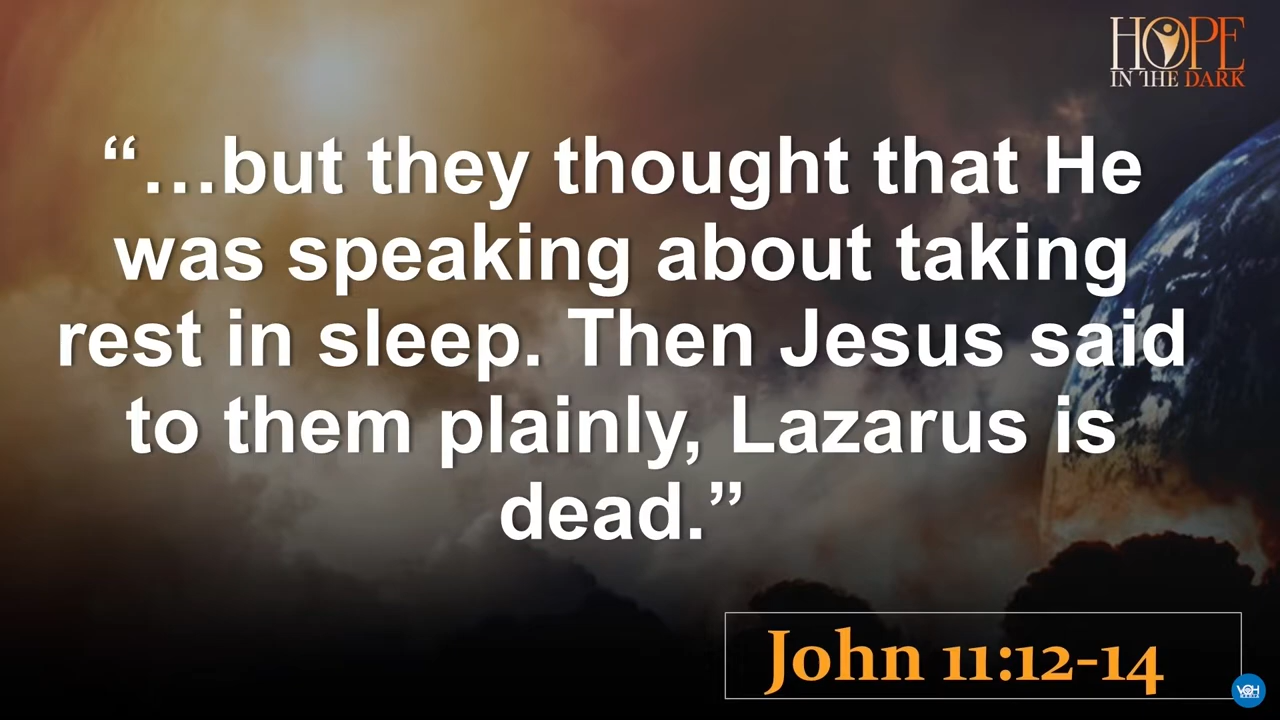 HOPE
IN THE DARK
“…but they thought that He
was speaking about taking
rest in sleep. Then Jesus said
to them plainly, Lazarus is
dead.”
John 11:12-14
VOH